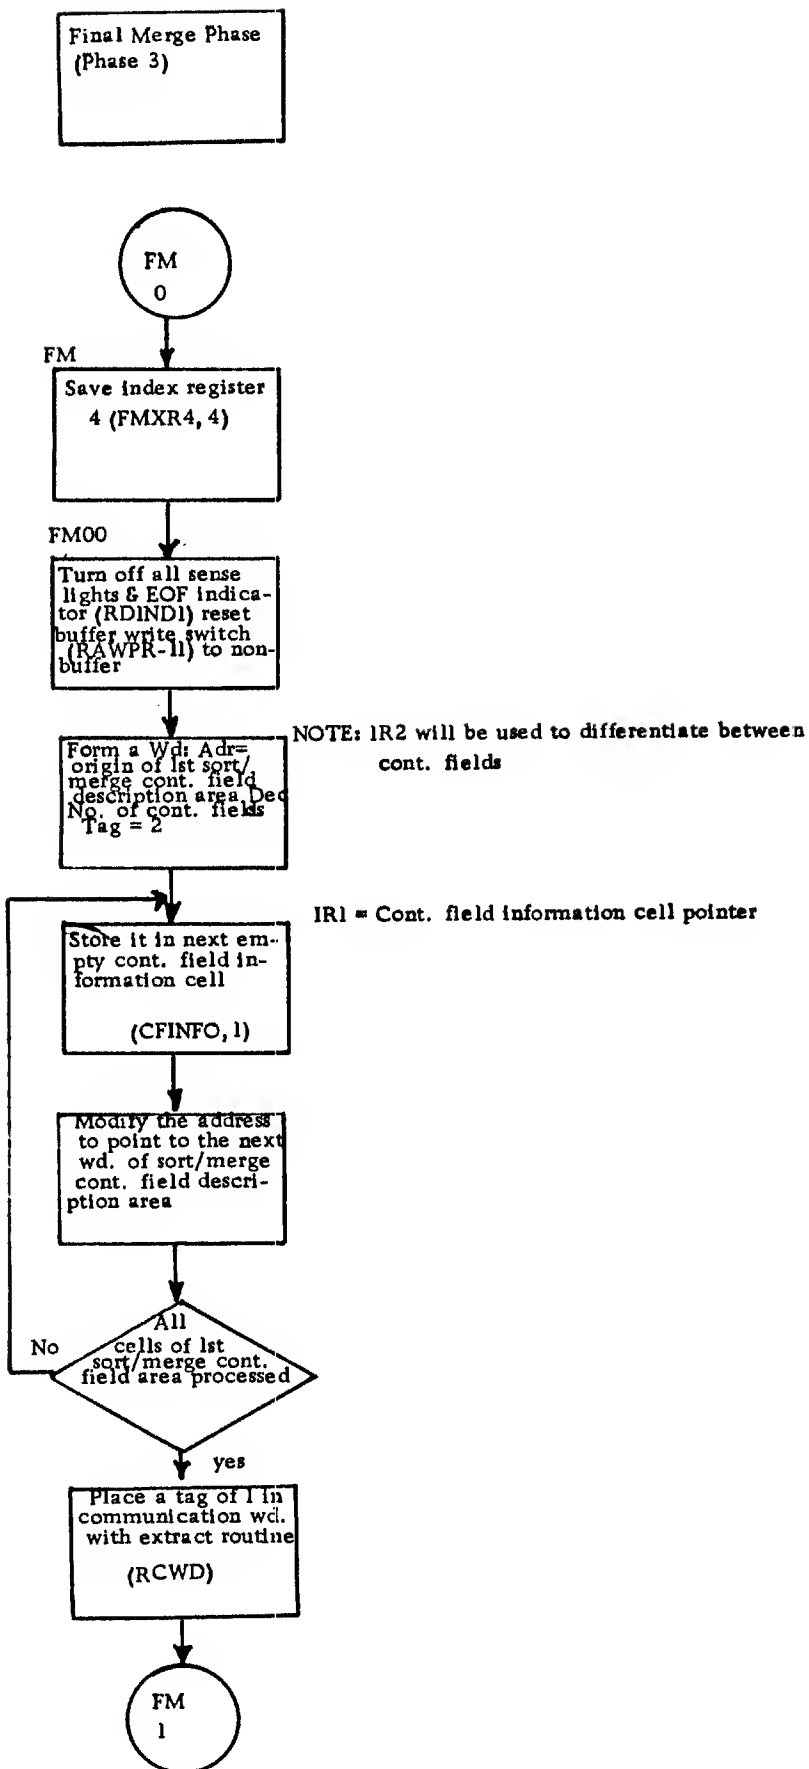 Final Merge Phase
(Phase 3)
FM
0
FM
Save index register
4 (FMXR4, 4)
FM00
Turn off all sense
lights & EOF indica-
tor (RDIND1) reset
buffer write switch
(RAWPR-11) to non-
buffer
Form a Wd: Adr=
origin of 1st sort/
merge cont. field
description area Dec
No. of cont. fields
Tag = 2
NOTE: IR2 will be used to differentiate between
cont. fields
IR1 = Cont. field information cell pointer
Store it in next em-
pty cont. field in-
formation cell
(CFINFO, 1)
Modify the address
to point to the next
wd. of sort/merge
cont. field descri-
ption area
All
cells of 1st
sort/merge cont.
field area processed
No
yes
Place a tag of 1 in
communication wd.
with extract routine
(RCWD)
FM
1